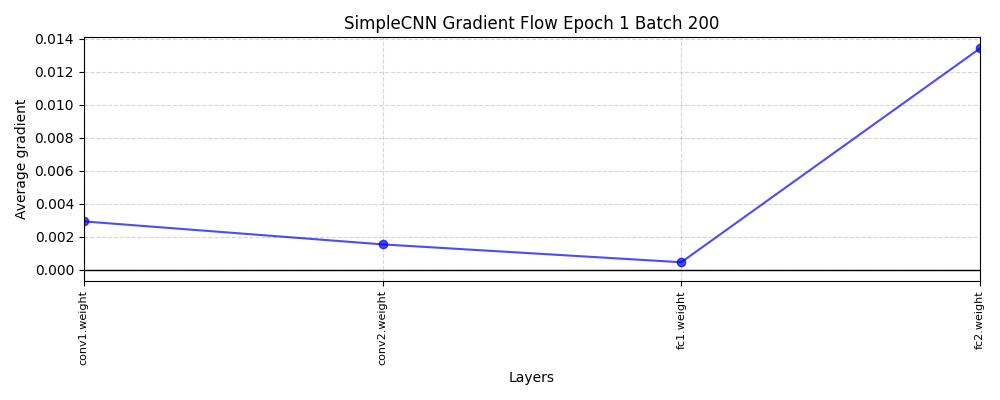 SimpleCNN Gradient Flow Epoch 1 Batch 200
Average gradient
0.014
0.012
0.010
0.008
0.006
0.004
0.002
0.000
conv1.weight
conv2.weight
fc1.weight
fc2.weight
Layers